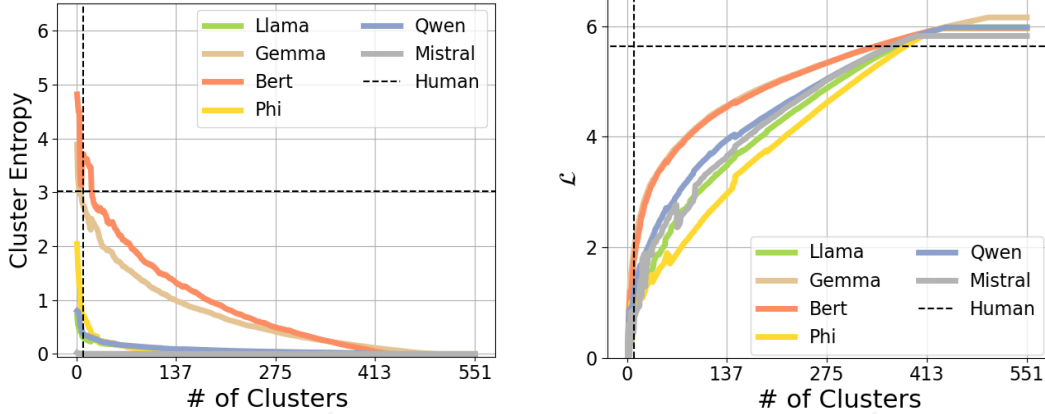 Cluster Entropy
6
5
4
3
2
1
0
0 137 275 413 551
# of Clusters
Llama
Gemma
Bert
Phi
Qwen
Mistral
Human
ℒ
6
4
2
0
0 137 275 413 551
# of Clusters
Llama
Gemma
Bert
Phi
Qwen
Mistral
Human